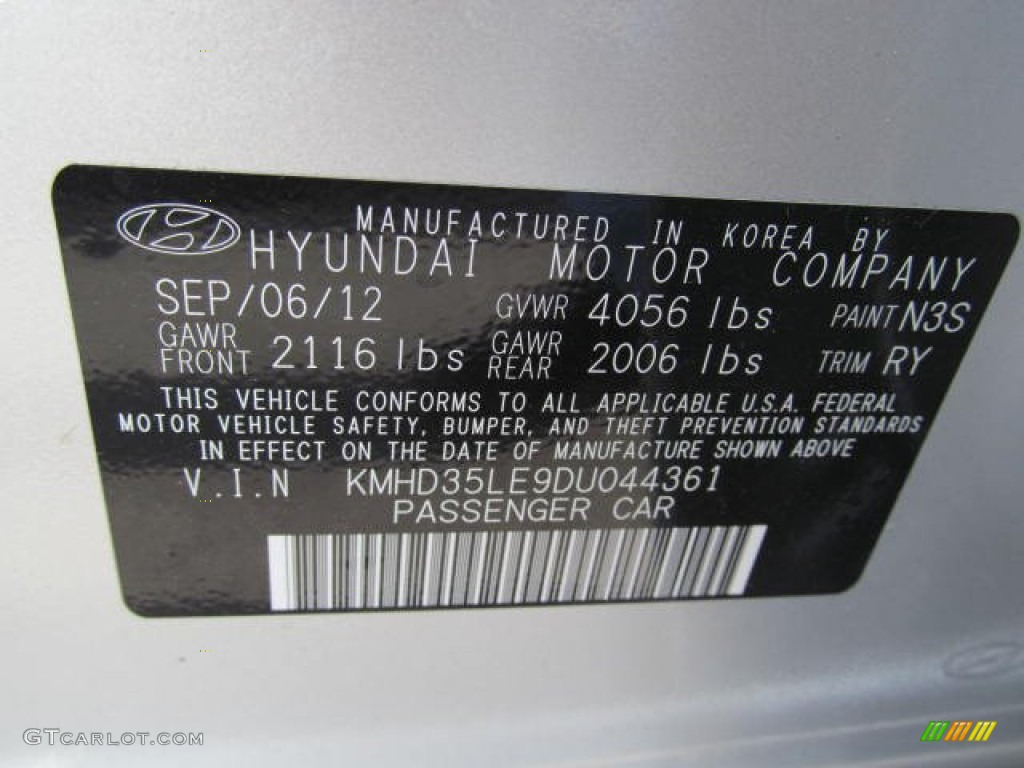 MANUFACTURED IN KOREA BY
HYUNDAI MOTOR COMPANY
SEP/06/12 GVWR 4056 lbs PAINT N3S
GAWR FRONT 2116 lbs GAWR REAR 2006 lbs TRIM RY
THIS VEHICLE CONFORMS TO ALL APPLICABLE U.S.A. FEDERAL
MOTOR VEHICLE SAFETY, BUMPER, AND THEFT PREVENTION STANDARDS
IN EFFECT ON THE DATE OF MANUFACTURE SHOWN ABOVE
V.I.N KMHD35LE9DU044361
PASSENGER CAR
GTCARLOT.COM